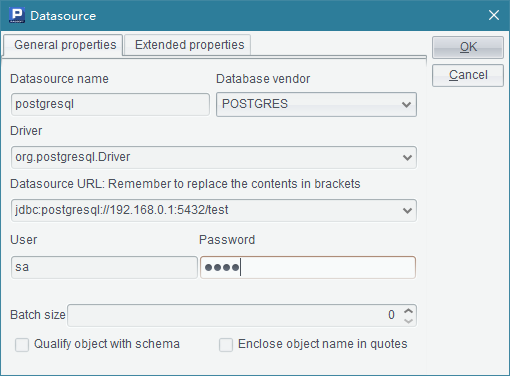 Datasource
General properties
Extended properties
OK
Cancel
Datasource name
Database vendor
postgresql
POSTGRES
Driver
org.postgresql.Driver
Datasource URL: Remember to replace the contents in brackets
jdbc:postgresql://192.168.0.1:5432/test
User
Password
sa
●●●●
Batch size
0
Qualify object with schema
Enclose object name in quotes